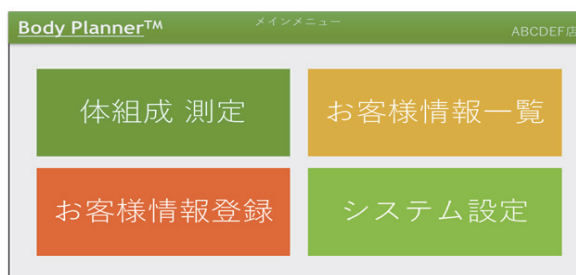 Body Planner™
メインメニュー
ABCDEF店
体組成 測定
お客様情報一覧
お客様情報登録
システム設定